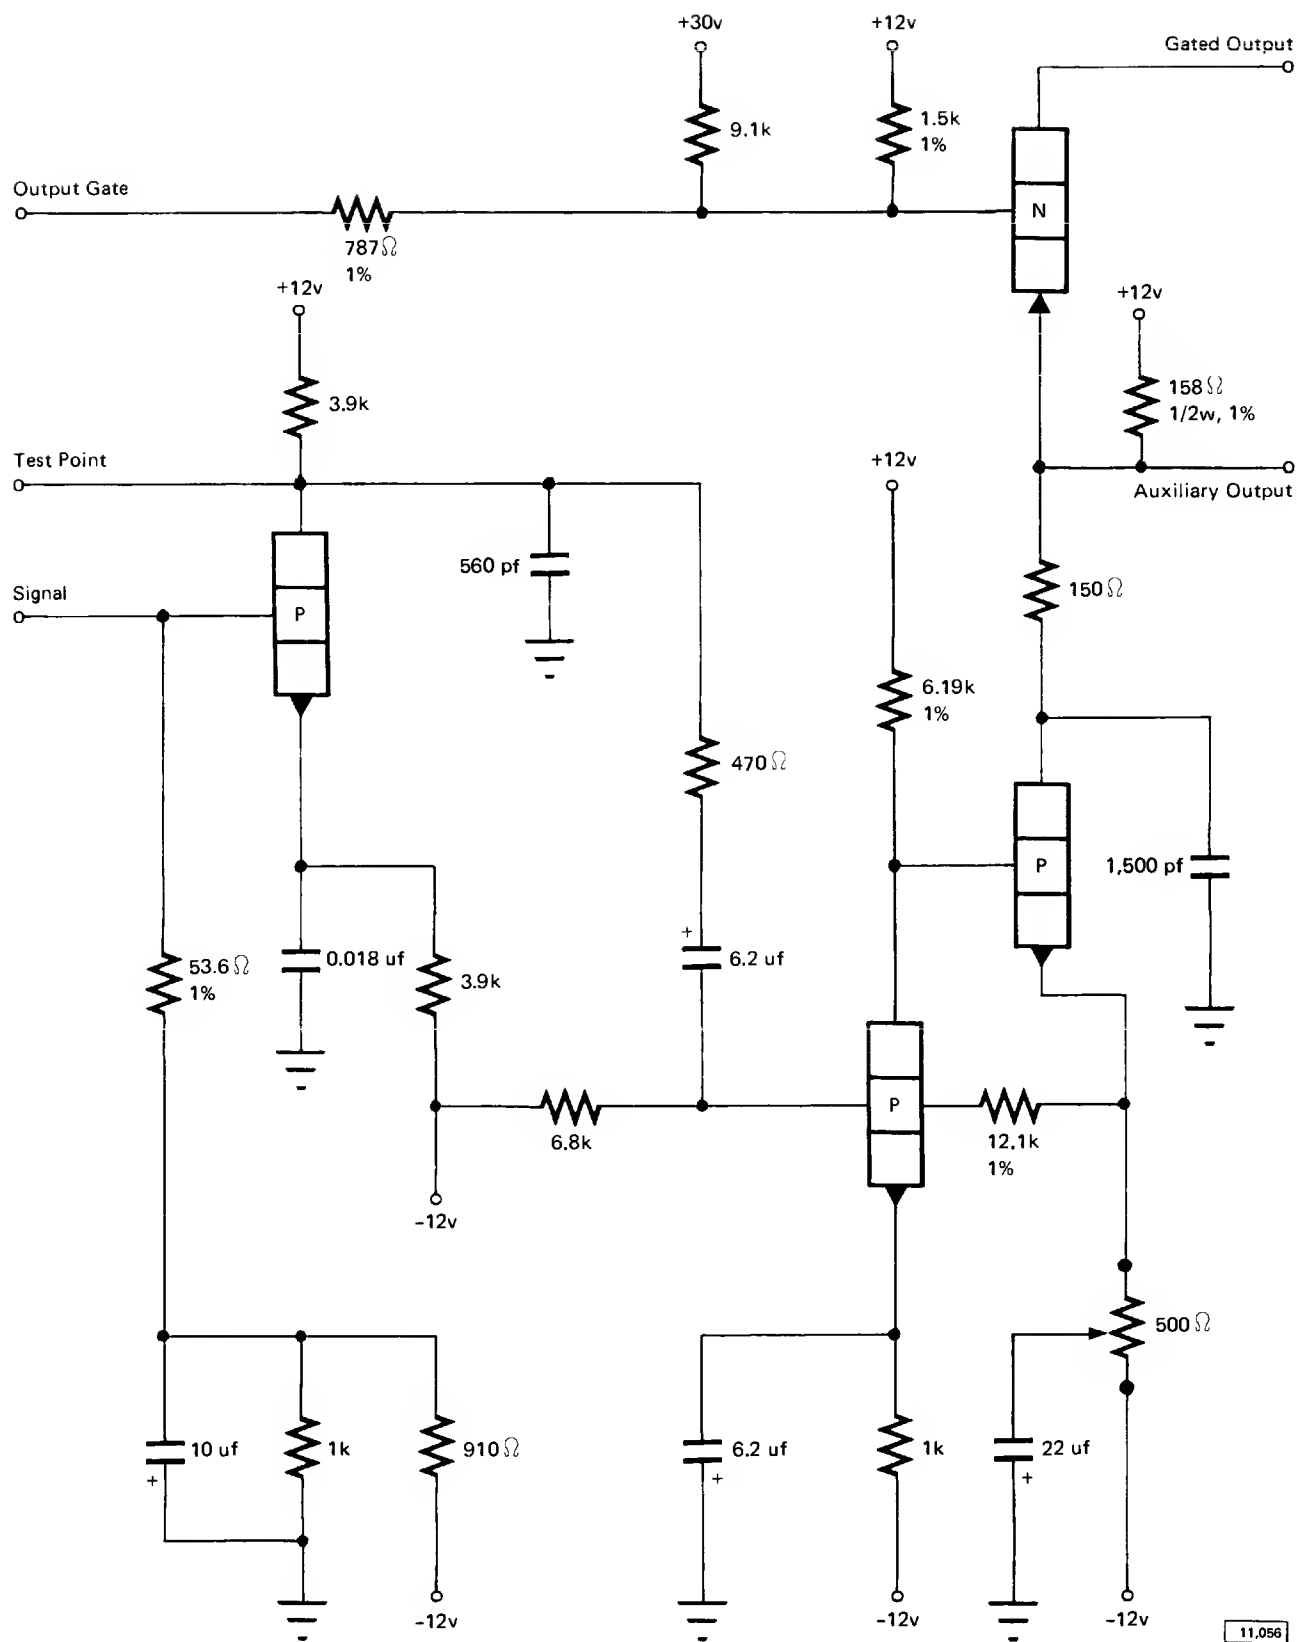 +30v
+12v
Gated Output
9.1k
1.5k
1%
Output Gate
N
787Ω
1%
+12v
+12v
3.9k
158Ω
1/2w, 1%
Test Point
+12v
Auxiliary Output
560 pf
150Ω
Signal
P
6.19k
1%
470Ω
P
1,500 pf
53.6Ω
1%
0.018 uf
3.9k
+
6.2 uf
P
6.8k
12.1k
1%
-12v
500Ω
10 uf
+
1k
910Ω
6.2 uf
+
1k
22 uf
+
-12v
-12v
-12v
11,056